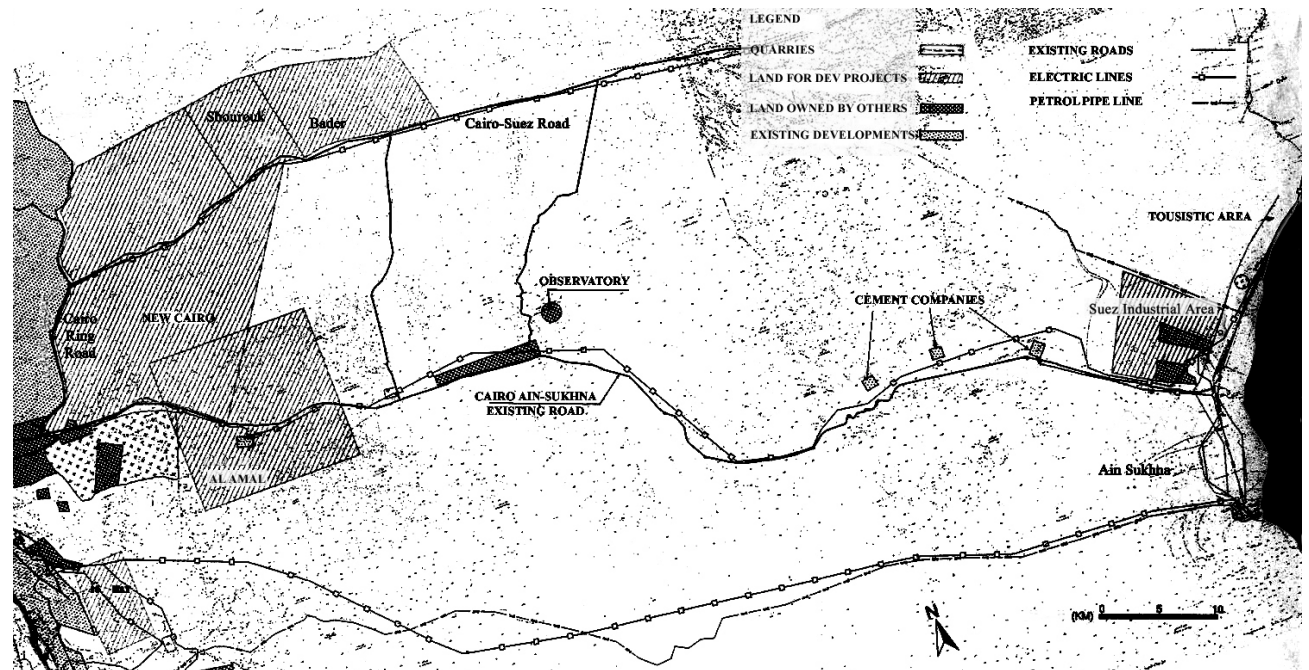 LEGEND
QUARRIES
LAND FOR DEV PROJECTS
LAND OWNED BY OTHERS
EXISTING DEVELOPMENTS
EXISTING ROADS
ELECTRIC LINES
PETROL PIPE LINE
Shourouk
Bader
Cairo-Suez Road
TOUSISTIC AREA
OBSERVATORY
CEMENT COMPANIES
Suez Industrial Area
Cairo
Ring
Road
NEW CAIRO
CAIRO AIN-SUKHNA
EXISTING ROAD
AL AMAL
Ain Sukhna
N
0 5 10
(KM)